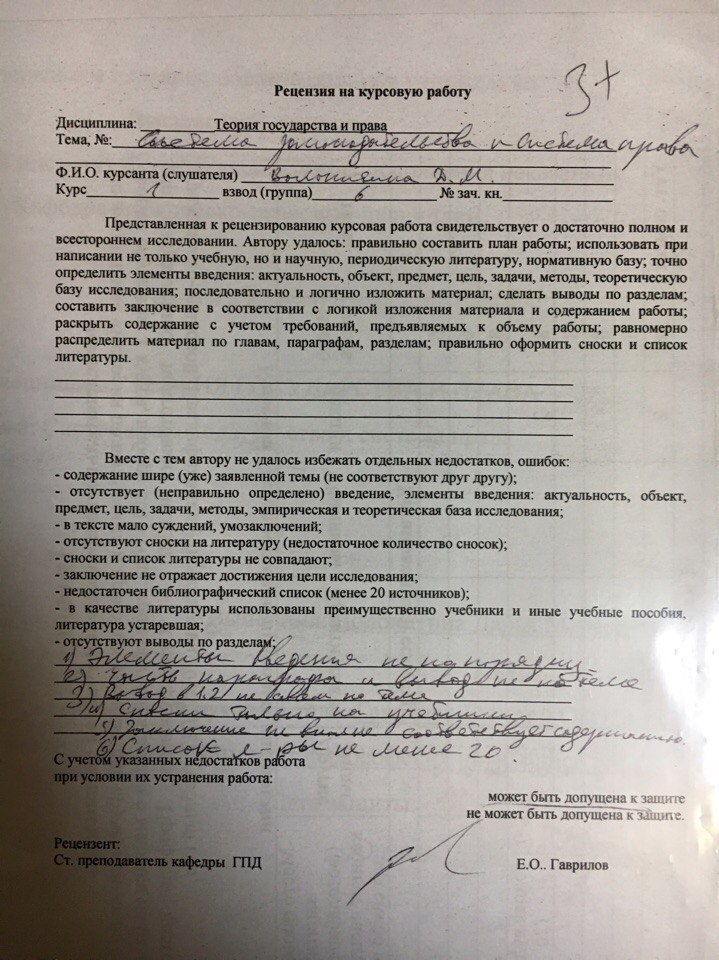 3+
Рецензия на курсовую работу
Дисциплина: Теория государства и права
Тема, №: Система законодательства и система права
Ф.И.О. курсанта (слушателя) Д.М.
Курс 1 взвод (группа) 6 № зач. кн.
Представленная к рецензированию курсовая работа свидетельствует о достаточно полном и
всестороннем исследовании. Автору удалось: правильно составить план работы; использовать при
написании не только учебную, но и научную, периодическую литературу, нормативную базу; точно
определить элементы введения: актуальность, объект, предмет, цель, задачи, методы, теоретическую
базу исследования; последовательно и логично изложить материал; сделать выводы по разделам;
составить заключение в соответствии с логикой изложения материала и содержанием работы;
раскрыть содержание с учетом требований, предъявляемых к объему работы; равномерно
распределить материал по главам, параграфам, разделам; правильно оформить сноски и список
литературы.
Вместе с тем автору не удалось избежать отдельных недостатков, ошибок:
- содержание шире (уже) заявленной темы (не соответствуют друг другу);
- отсутствует (неправильно определено) введение, элементы введения: актуальность, объект,
предмет, цель, задачи, методы, эмпирическая и теоретическая база исследования;
- в тексте мало суждений, умозаключений;
- отсутствуют сноски на литературу (недостаточное количество сносок);
- сноски и список литературы не совпадают;
- заключение не отражает достижения цели исследования;
- недостаточен библиографический список (менее 20 источников);
- в качестве литературы использованы преимущественно учебники и иные учебные пособия,
литература устаревшая;
- отсутствуют выводы по разделам;
1) Элементы введения не по порядку
2) Часть параграфа и вывод не по теме
3) Вывод в 1.2 не по теме
4) Сноски только на учебники
5) Заключение не вполне соответствует содержанию.
6) Список л-ры не менее 20.
С учетом указанных недостатков работа
при условии их устранения работа:
может быть допущена к защите
не может быть допущена к защите.
Рецензент:
Ст. преподаватель кафедры ГПД Е.О.. Гаврилов